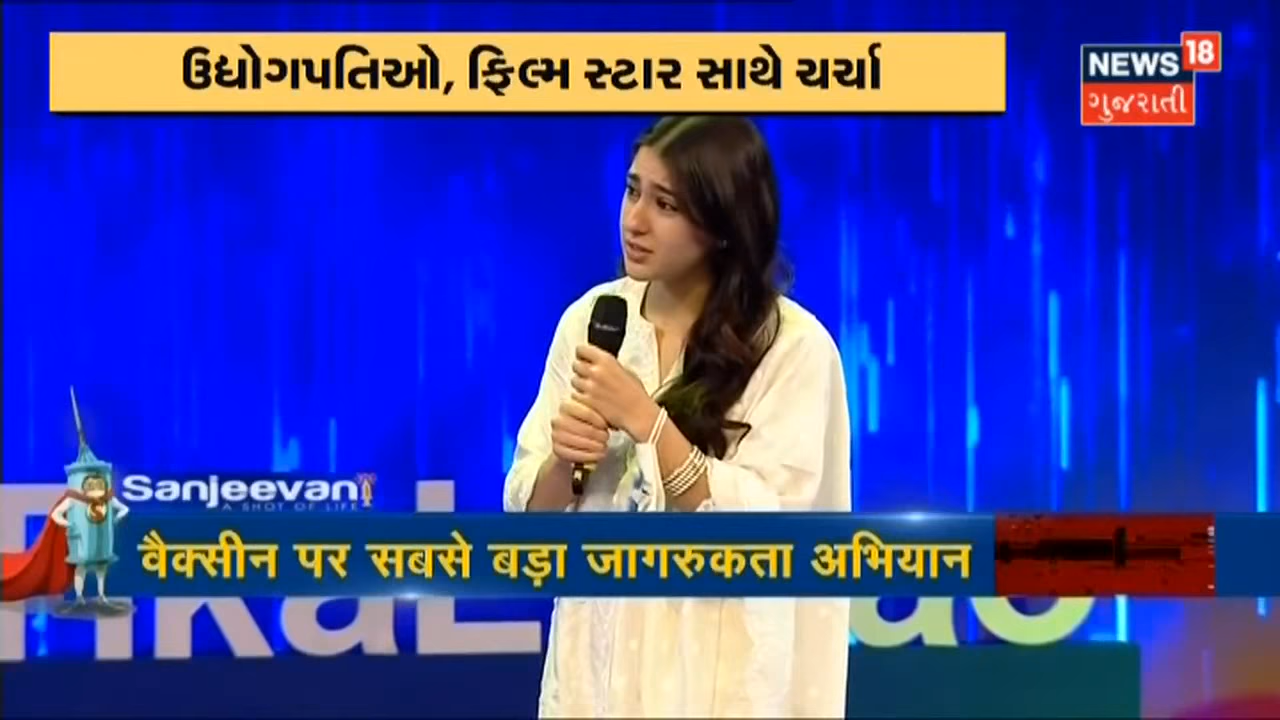 ઉદ્યોગપતિઓ, ફિલ્મ સ્ટાર સાથે ચર્ચા
NEWS 18
ગુજરાતી
Sanjeevani
A SHOT OF LIFE
वैक्सीन पर सबसे बड़ा जागरुकता अभियान